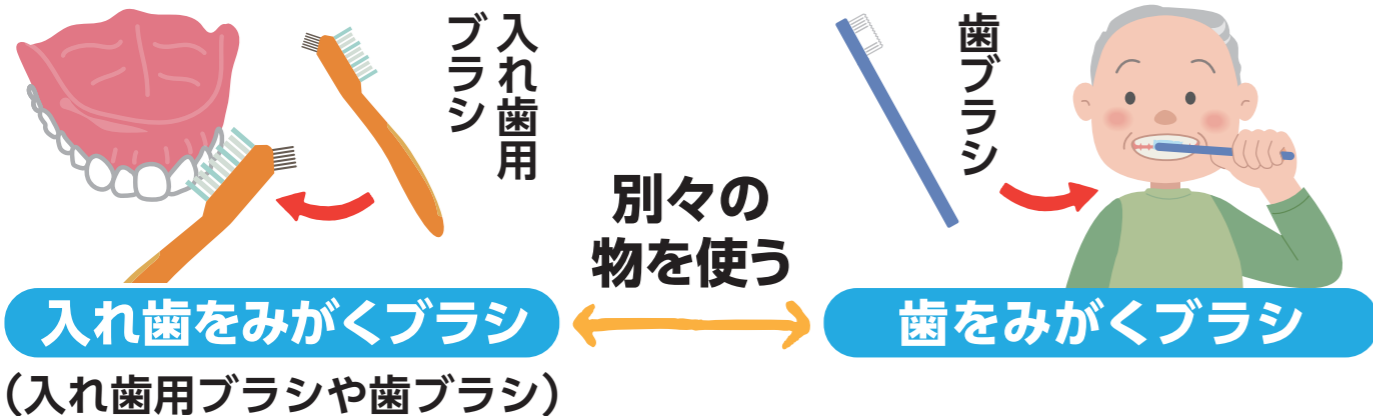 入れ歯用
ブラシ
歯ブラシ
別々の
物を使う
入れ歯をみがくブラシ
歯をみがくブラシ
（入れ歯用ブラシや歯ブラシ）